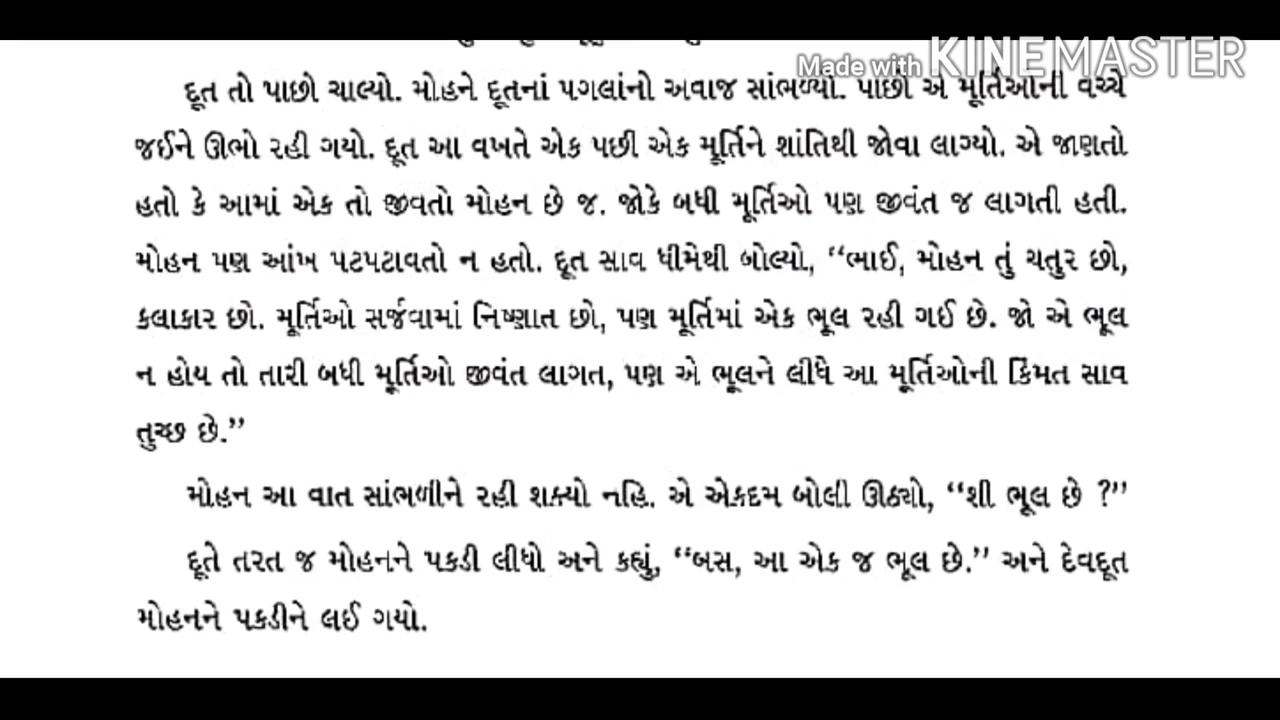 Made with KINEMASTER
દૂત તો પાછો ચાલ્યો. મોહને દૂતનાં પગલાંનો અવાજ સાંભળ્યો. પાછો એ મૂર્તિઓની વચ્ચે
જઈને ઊભો રહી ગયો. દૂત આ વખતે એક પછી એક મૂર્તિને શાંતિથી જોવા લાગ્યો. એ જાણતો
હતો કે આમાં એક તો જીવતો મોહન છે જ. જોકે બધી મૂર્તિઓ પણ જીવંત જ લાગતી હતી.
મોહન પણ આંખ પટપટાવતો ન હતો. દૂત સાવ ધીમેથી બોલ્યો, “ભાઈ, મોહન તું ચતુર છો,
કલાકાર છો. મૂર્તિઓ સર્જવામાં નિષ્ણાત છો, પણ મૂર્તિમાં એક ભૂલ રહી ગઈ છે. જો એ ભૂલ
ન હોય તો તારી બધી મૂર્તિઓ જીવંત લાગત, પણ એ ભૂલને લીધે આ મૂર્તિઓની કિંમત સાવ
તુચ્છ છે.”
મોહન આ વાત સાંભળીને રહી શક્યો નહિ. એ એકદમ બોલી ઊઠ્યો, “શી ભૂલ છે ?”
દૂતે તરત જ મોહનને પકડી લીધો અને કહ્યું, “બસ, આ એક જ ભૂલ છે.” અને દેવદૂત
મોહનને પકડીને લઈ ગયો.